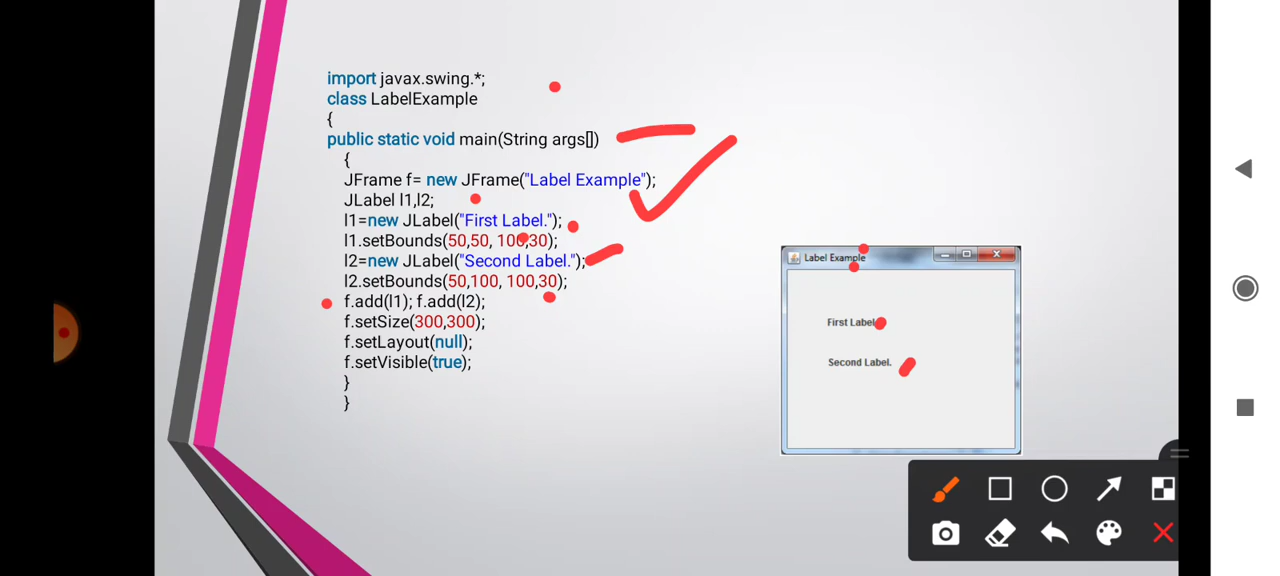 import javax.swing.*;
class LabelExample
{
public static void main(String args[])
{
JFrame f= new JFrame("Label Example");
JLabel l1,l2;
l1=new JLabel("First Label.");
l1.setBounds(50,50, 100,30);
l2=new JLabel("Second Label.");
l2.setBounds(50,100, 100,30);
f.add(l1); f.add(l2);
f.setSize(300,300);
f.setLayout(null);
f.setVisible(true);
}
}
Label Example
First Label
Second Label.